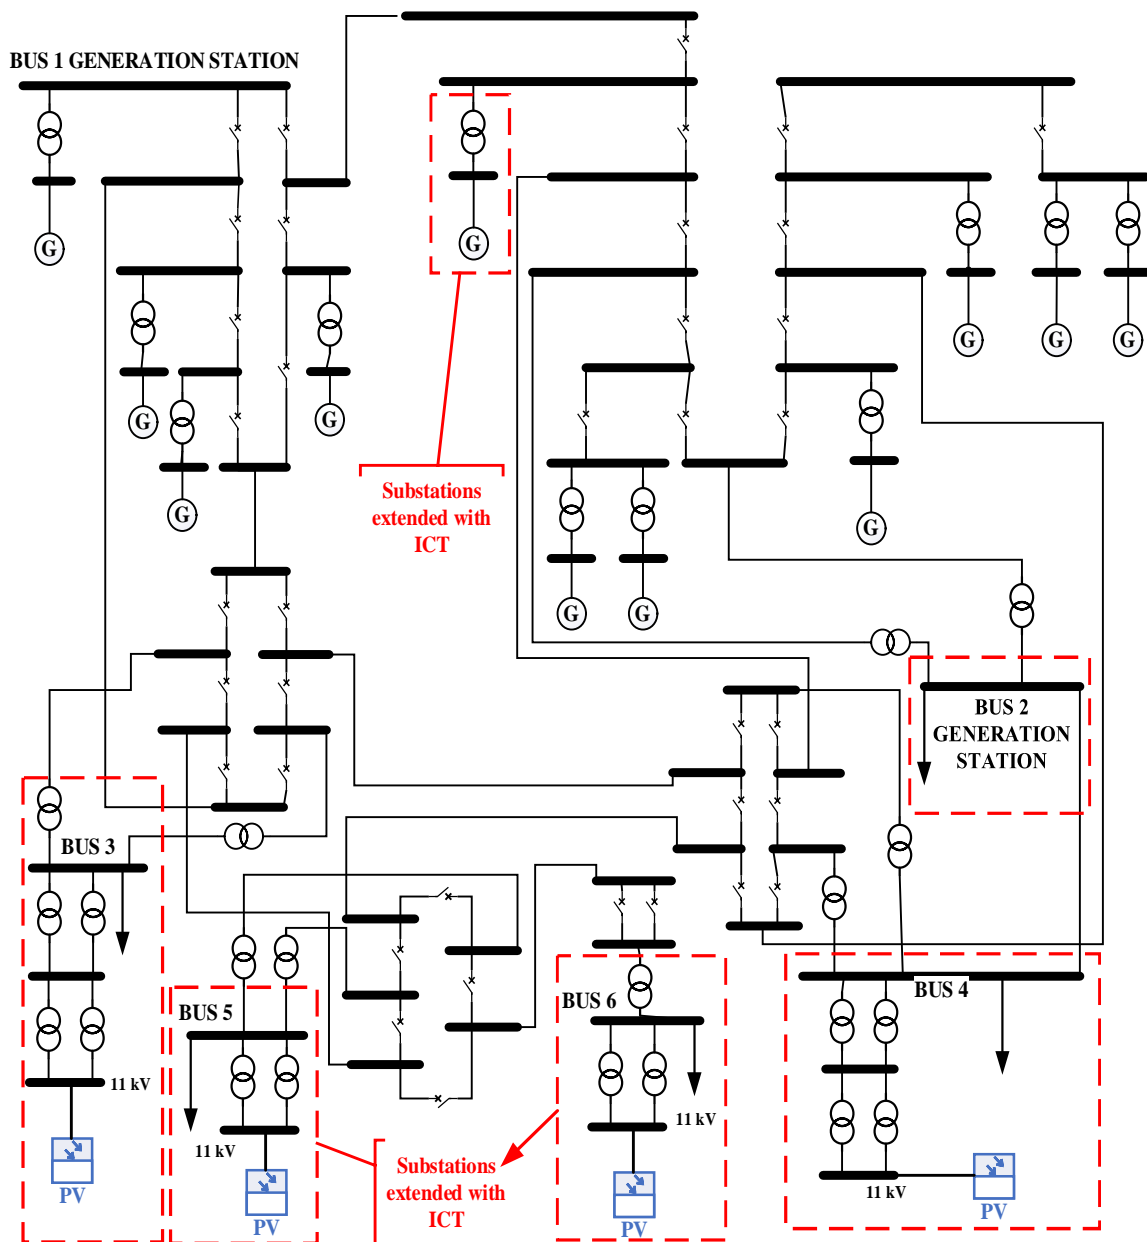 BUS 1 GENERATION STATION
G
G
G
G
G
G
G
G
G
G
Substations
extended with
ICT
G
G
G
BUS 2
GENERATION
STATION
BUS 3
BUS 4
BUS 5
BUS 6
11 kV
11 kV
11 kV
11 kV
PV
PV
PV
PV
Substations
extended with
ICT